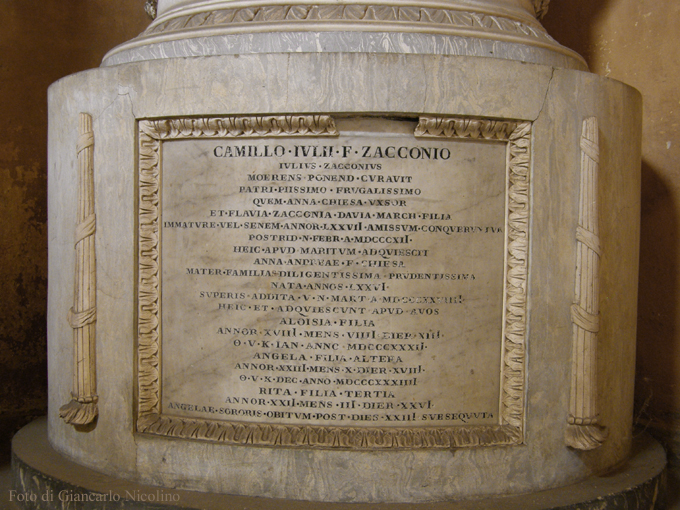 CAMILLO·IVLII·F·ZACCONIO
IVLIVS·ZACCONIVS
MOERENS·PONEND·CVRAVIT
PATRI·PIISSIMO·FRVGALISSIMO
QVEM·ANNA·CHIESA·VXSOR
ET·FLAVIA·ZACCONIA·DAVIA·MARCH·FILIA
IMMATVRE·VEL·SENEM·ANNOR·LXXVII·AMISSVM·CONQVERVNTVR
POSTRID·N·FEBR·A·MDCCCXII·
HEIC·APVD·MARITVM·ADQVIESCIT
ANNA·ANDREAE·F·CHIESA
MATER·FAMILIAS·DILIGENTISSIMA·PRVDENTISSIMA
NATA·ANNOS·LXXVI·
SVPERIS·ADDITA·V·N·MART·A·
HEIC·ET·ADQVIESCVNT·APVD·AVOS
ALOISIA·FILIA
ANNOR·XVIII·MENS·VIIII·DIER·XIII·
Θ·V·K·IAN·ANNO·MDCCCXXXII·
ANGELA·FILIA·ALTERA
ANNOR·XXIII·MENS·X·DIER·XVIII·
Θ·V·X·DEC·ANNO·MDCCCXXXIIII·
RITA·FILIA·TERTIA
ANNOR·XXII·MENS·III·DIER·XXVI·
ANGELAE·SORORIS·OBITVM·POST·DIES·XXIII·SVBSEQVVTA
Foto di Giancarlo Nicolino